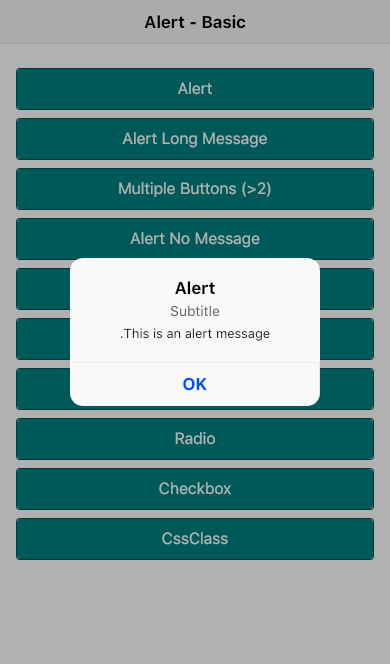 Alert - Basic
Alert
Alert Long Message
Multiple Buttons (>2)
Alert No Message
Alert
Subtitle
.This is an alert message
OK
Radio
Checkbox
CssClass